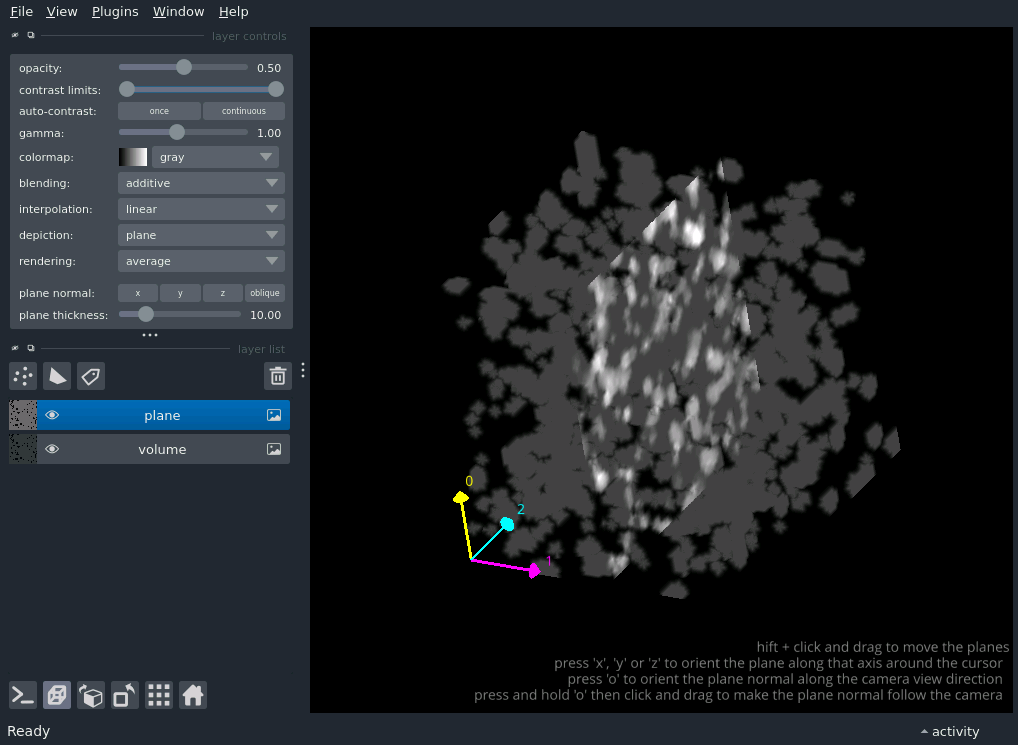 File View Plugins Window Help
layer controls
opacity: 0.50
contrast limits:
auto-contrast: once continuous
gamma: 1.00
colormap: gray
blending: additive
interpolation: linear
depiction: plane
rendering: average
plane normal: x y z oblique
plane thickness: 10.00
layer list
plane
volume
0
2
1
hift + click and drag to move the planes
press 'x', 'y' or 'z' to orient the plane along that axis around the cursor
press 'o' to orient the plane normal along the camera view direction
press and hold 'o' then click and drag to make the plane normal follow the camera
Ready activity